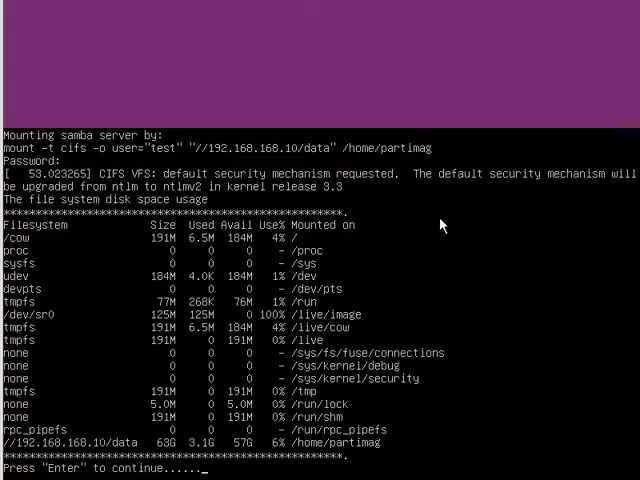 Mounting samba server by:
mount -t cifs -o user="test" "//192.168.168.10/data" /home/partimag
Password:
[   53.023265] CIFS VFS: default security mechanism requested.  The default security mechanism will
be upgraded from ntlm to ntlmv2 in kernel release 3.3
The file system disk space usage
*****************************************************.
Filesystem             Size  Used Avail Use% Mounted on
/cow                   191M  6.5M  184M   4% /
proc                      0     0     0    - /proc
sysfs                     0     0     0    - /sys
udev                   184M  4.0K  184M   1% /dev
devpts                    0     0     0    - /dev/pts
tmpfs                   77M  268K   76M   1% /run
/dev/sr0               125M  125M     0 100% /live/image
tmpfs                  191M  6.5M  184M   4% /live/cow
tmpfs                  191M     0  191M   0% /live
none                      0     0     0    - /sys/fs/fuse/connections
none                      0     0     0    - /sys/kernel/debug
none                      0     0     0    - /sys/kernel/security
tmpfs                  191M     0  191M   0% /tmp
none                   5.0M     0  5.0M   0% /run/lock
none                   191M     0  191M   0% /run/shm
rpc_pipefs                0     0     0    - /run/rpc_pipefs
//192.168.168.10/data   63G  3.1G   57G   6% /home/partimag
*****************************************************.
Press "Enter" to continue......_